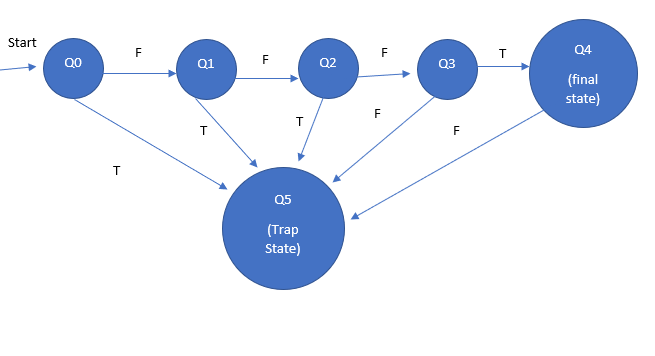 Start
F
F
F
T
Q0
Q1
Q2
Q3
Q4
(final
state)
T
T
T
F
F
Q5
(Trap
State)